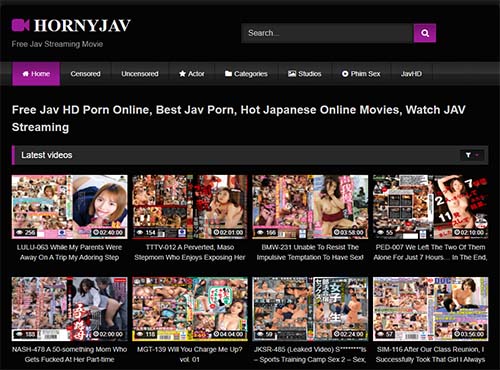 HORNYJAV
Free Jav Streaming Movie
Search...
Home Censored Uncensored Actor Categories Studios Phim Sex JavHD
Free Jav HD Porn Online, Best Jav Porn, Hot Japanese Online Movies, Watch JAV
Streaming
Latest videos
96 02:40:00
154 02:01:00
166 03:58:00
55 02:10:00
LULU-063 While My Parents Were
Away On A Trip My Adoring Step
TTTV-012 A Perverted, Maso
Stepmom Who Enjoys Exposing Her
BMW-231 Unable To Resist The
Impulsive Temptation To Have Sex!
PED-007 We Left The Two Of Them
Alone For Just 7 Hours… In The End,
188 02:00:00
118 04:04:00
59 02:24:00
57 03:56:00
NASH-478 A 50-something Mom Who
Gets Fucked At Her Part-time
MGT-139 Will You Charge Me Up?
vol. 01
JKSR-485 (Leaked Video) S********ls
– Sports Training Camp Sex 2 – Sex,
SIM-116 After Our Class Reunion, I
Successfully Took That Girl I Always